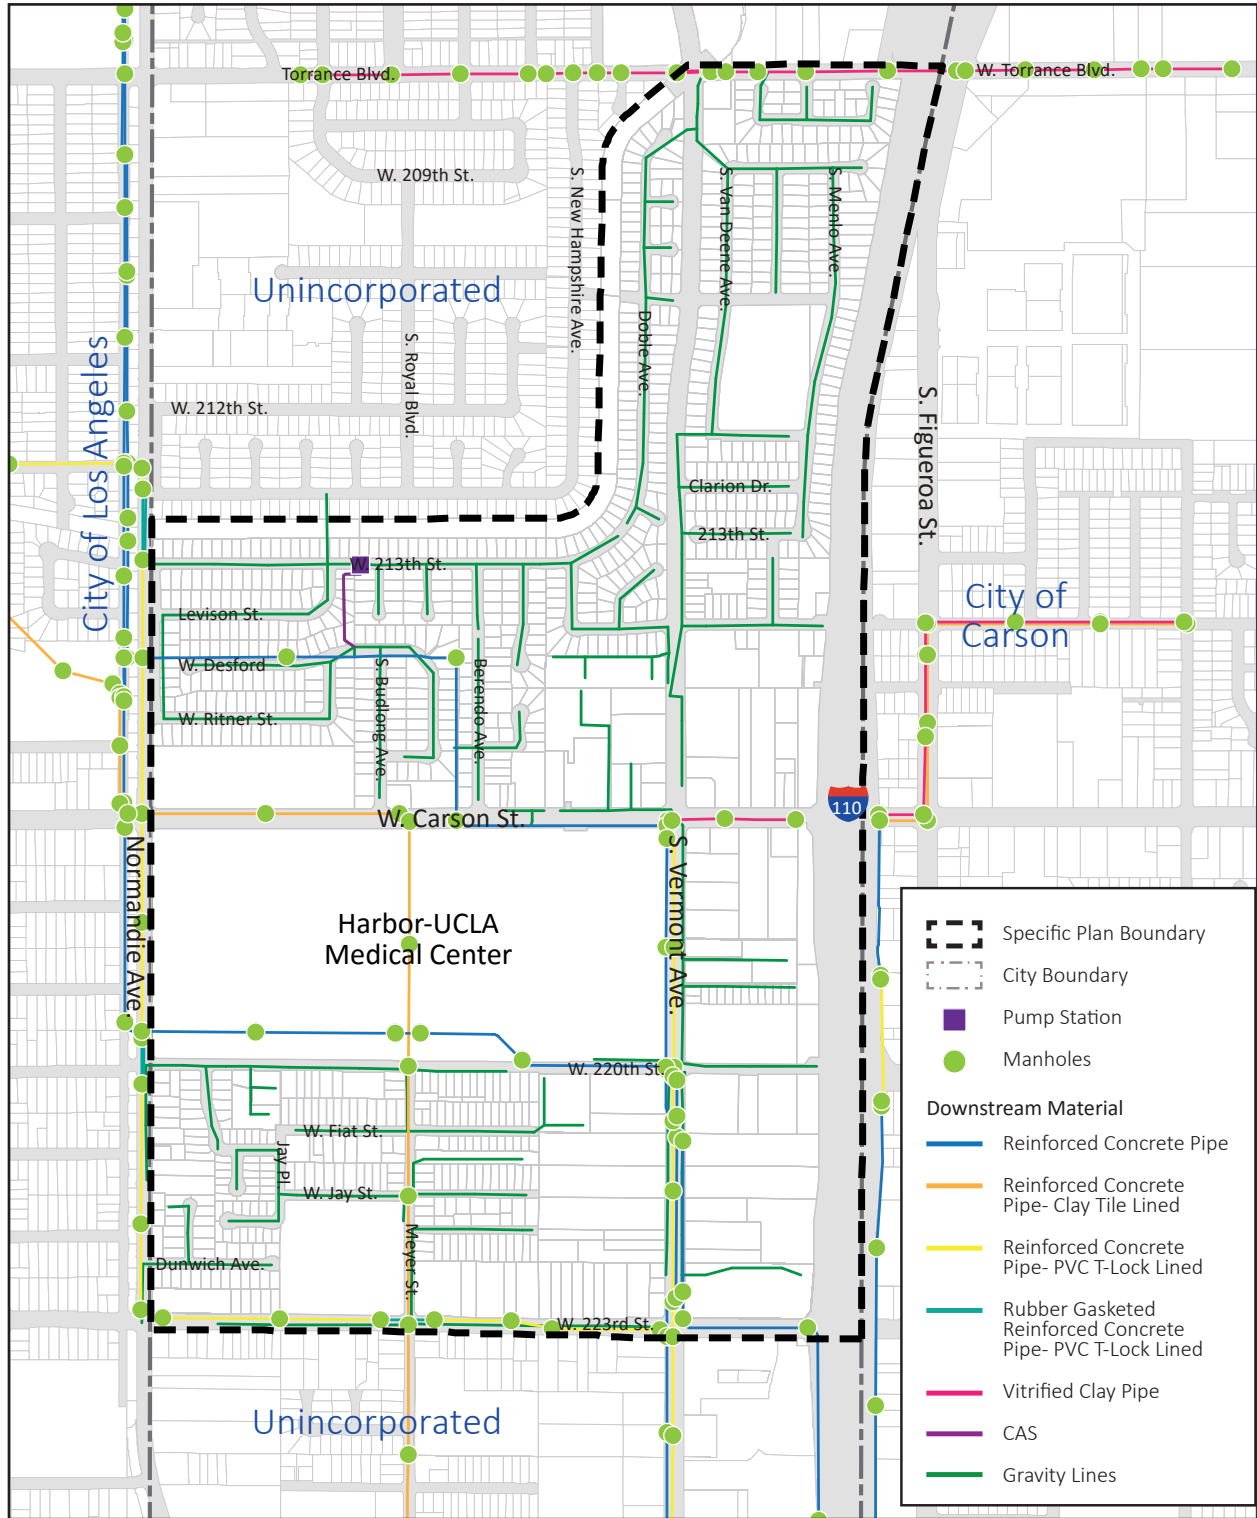 Torrance Blvd.
W. Torrance Blvd.
W. 209th St.
S. New Hampshire Ave.
S. Van Deene Ave.
S. Menlo Ave.
Unincorporated
Doble Ave.
S. Royal Blvd.
City of Los Angeles
W. 212th St.
S. Figueroa St.
Clarion Dr.
213th St.
W. 213th St.
City of
Carson
Levison St.
W. Desford
S. Budlong Ave.
Berendo Ave.
W. Ritner St.
110
W. Carson St.
Normandie Ave.
S. Vermont Ave.
Harbor-UCLA
Medical Center
W. 220th St.
W. Fiat St.
Jay Pl.
W. Jay St.
Meyer St.
Dunwich Ave.
W. 223rd St.
Unincorporated
Specific Plan Boundary
City Boundary
Pump Station
Manholes
Downstream Material
Reinforced Concrete Pipe
Reinforced Concrete
Pipe- Clay Tile Lined
Reinforced Concrete
Pipe- PVC T-Lock Lined
Rubber Gasketed
Reinforced Concrete
Pipe- PVC T-Lock Lined
Vitrified Clay Pipe
CAS
Gravity Lines